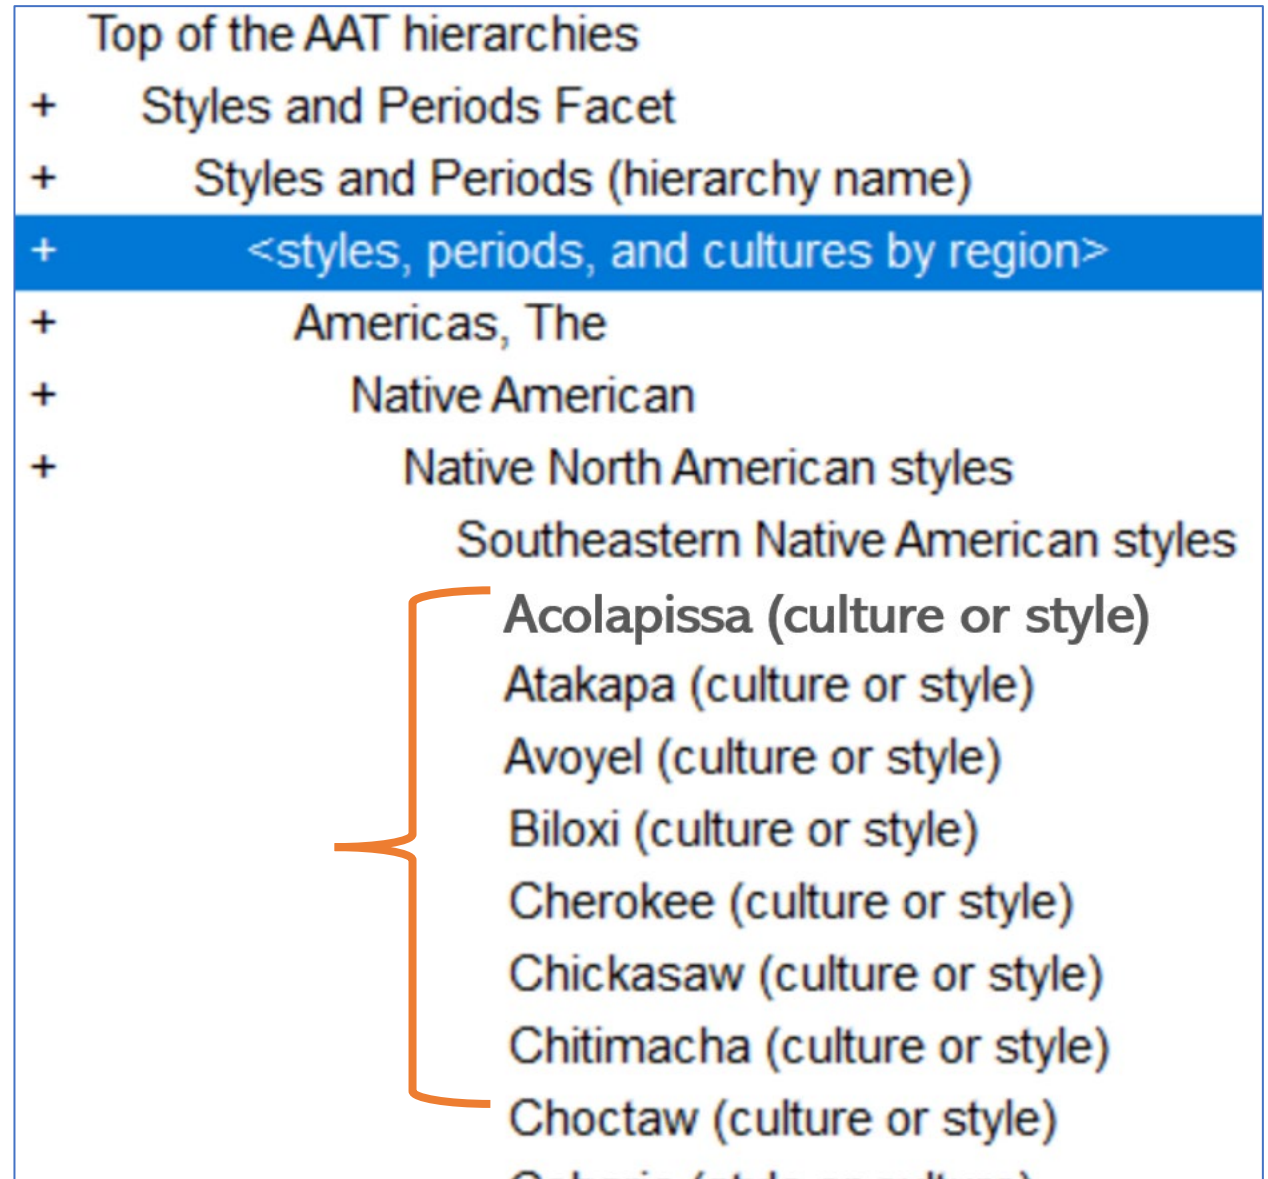 Top of the AAT hierarchies
+ Styles and Periods Facet
+ Styles and Periods (hierarchy name)
+ <styles, periods, and cultures by region>
+ Americas, The
+ Native American
+ Native North American styles
Southeastern Native American styles
Acolapissa (culture or style)
Atakapa (culture or style)
Avoyel (culture or style)
Biloxi (culture or style)
Cherokee (culture or style)
Chickasaw (culture or style)
Chitimacha (culture or style)
Choctaw (culture or style)